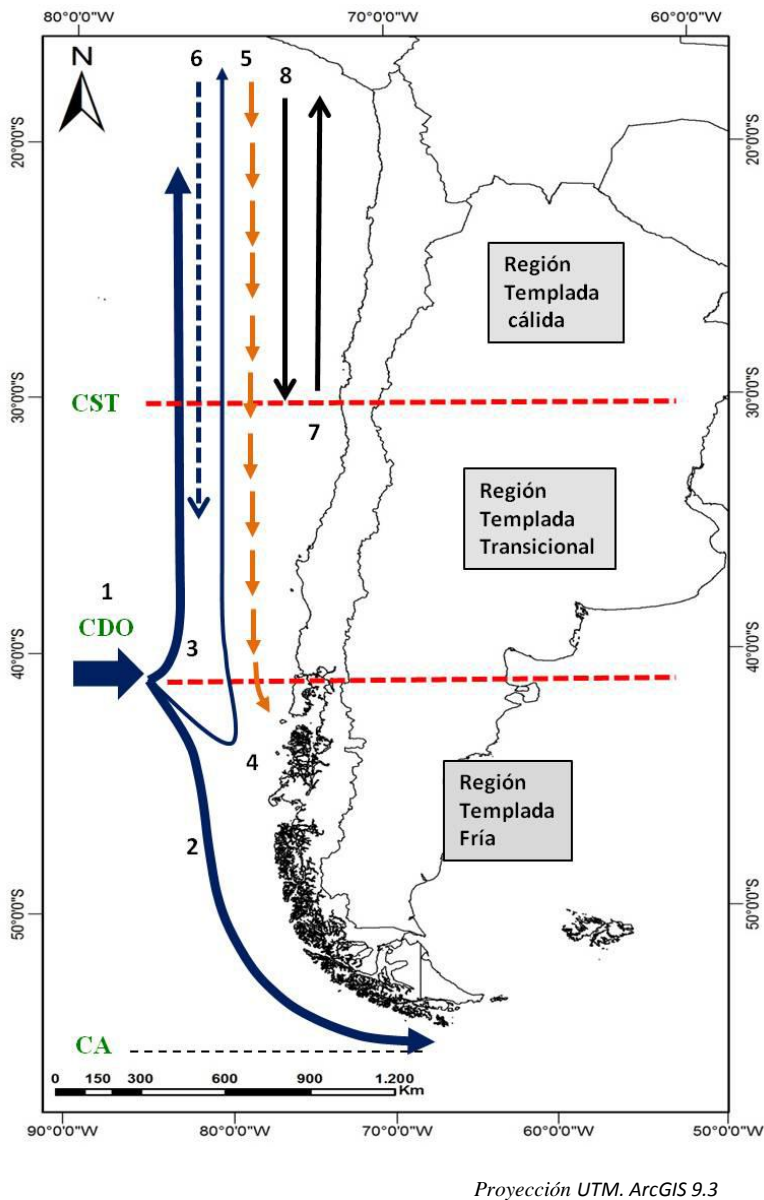 80°0'0"W
70°0'0"W
60°0'0"W
N
6
5
8
20°0'0"S
20°0'0"S
Región
Templada
cálida
CST
30°0'0"S
30°0'0"S
7
Región
Templada
Transicional
1
CDO
3
40°0'0"S
40°0'0"S
4
Región
Templada
Fría
2
50°0'0"S
50°0'0"S
CA
0 150 300 600 900 1.200
Km
90°0'0"W
80°0'0"W
70°0'0"W
60°0'0"W
50°0'0"W
Proyección UTM. ArcGIS 9.3